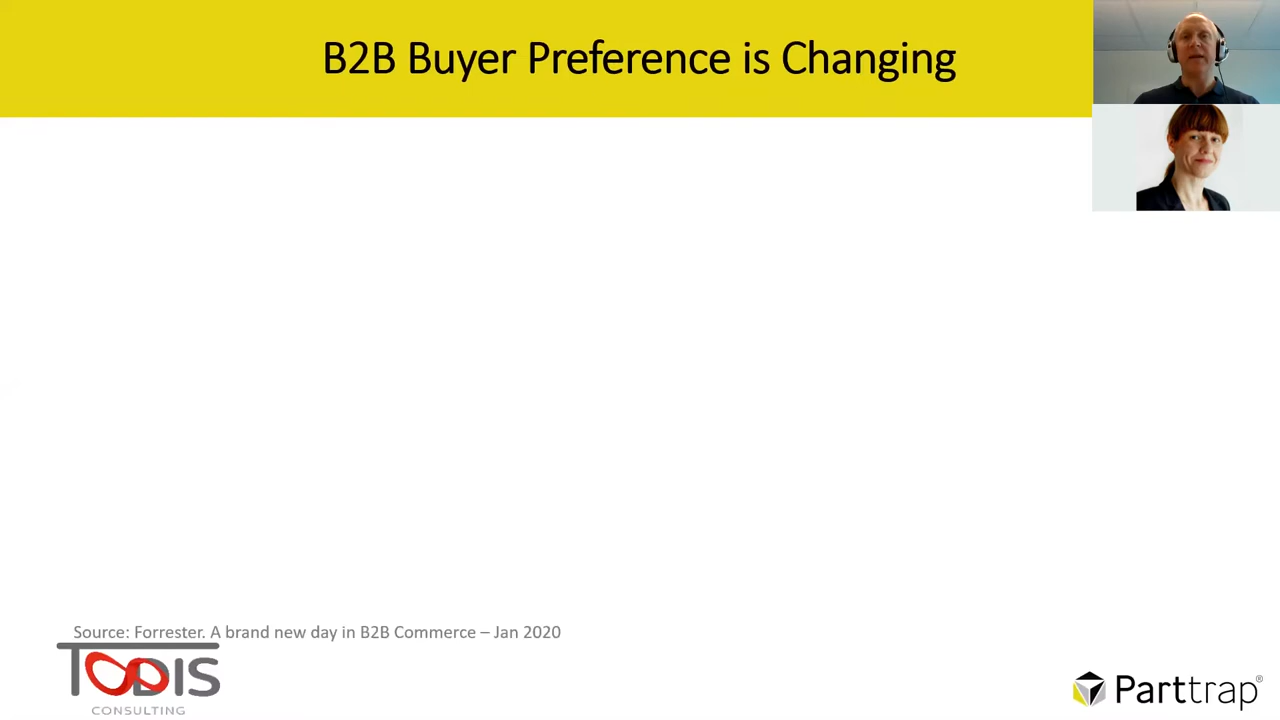 B2B Buyer Preference is Changing
Source: Forrester. A brand new day in B2B Commerce – Jan 2020
TODIS
CONSULTING
Parttrap®